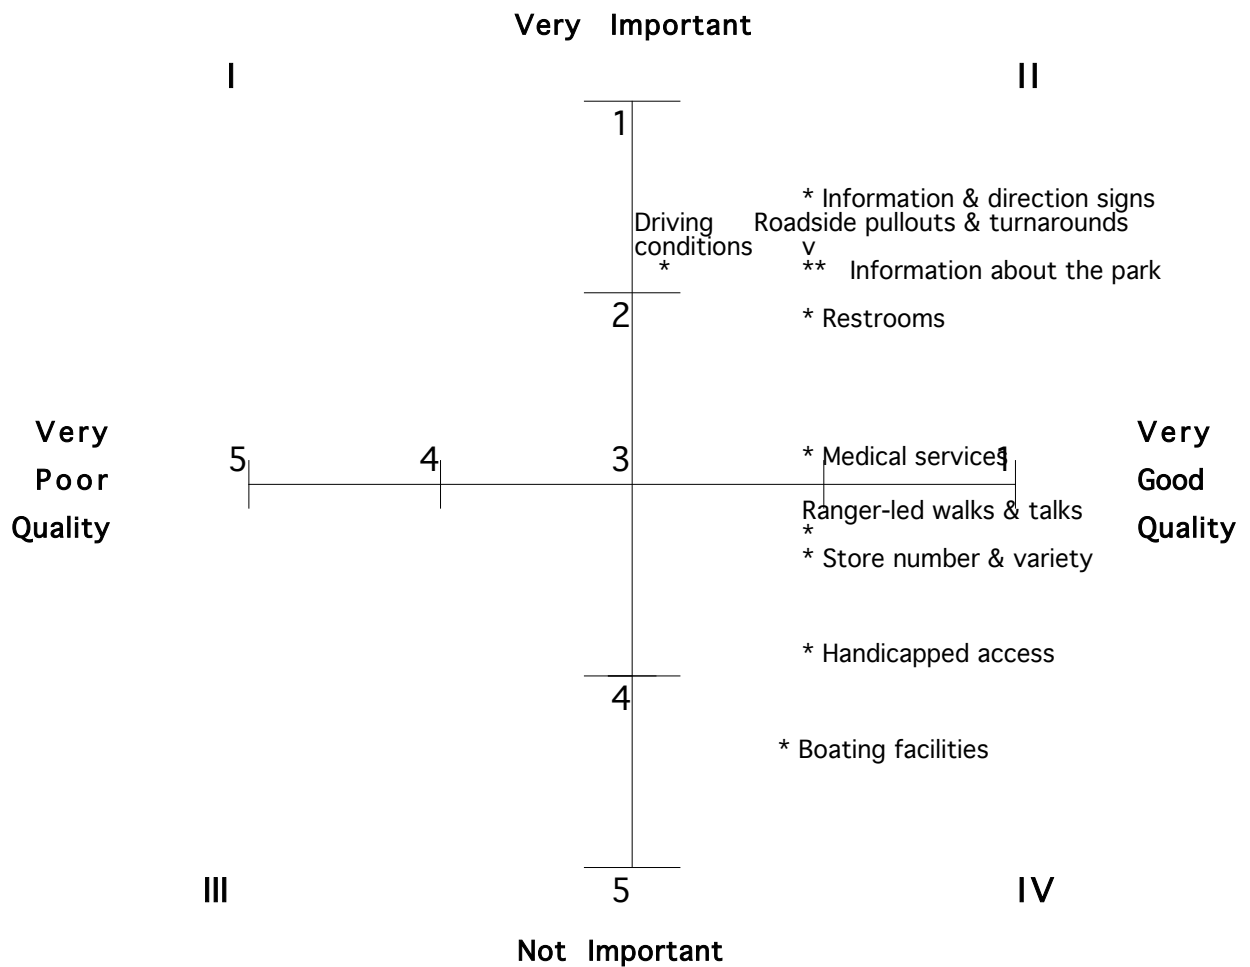 Very Important
I II
1
* Information & direction signs
Driving Roadside pullouts & turnarounds
conditions v
* ** Information about the park
2
* Restrooms
Very Very
5 4 3 * Medical services 1
Poor Good
Ranger-led walks & talks
Quality * Quality
* Store number & variety
* Handicapped access
4
* Boating facilities
5
III IV
Not Important